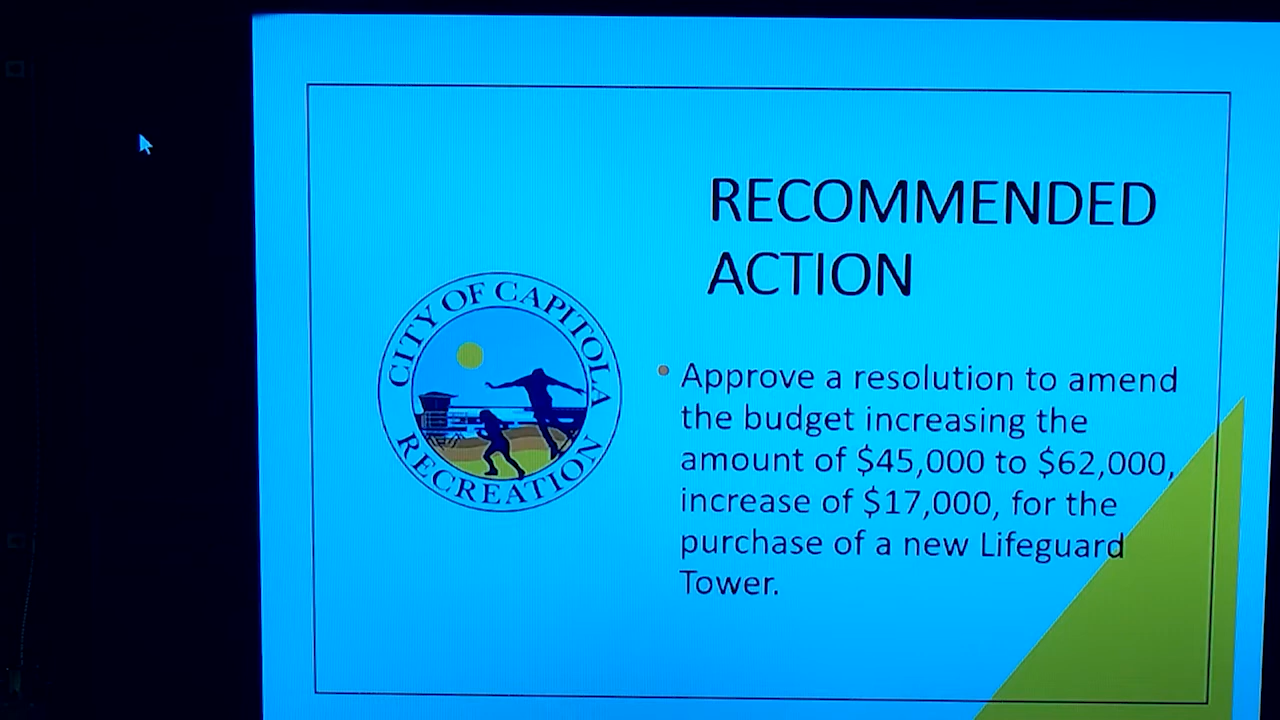 RECOMMENDED
ACTION
CITY OF CAPITOLA
RECREATION
• Approve a resolution to amend
the budget increasing the
amount of $45,000 to $62,000,
increase of $17,000, for the
purchase of a new Lifeguard
Tower.